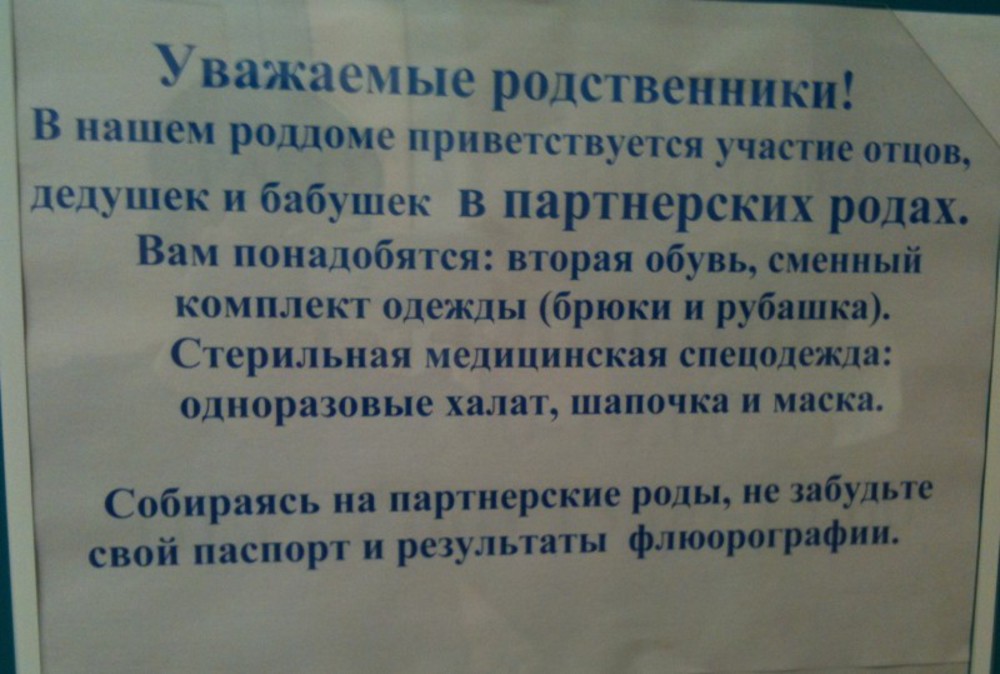 Уважаемые родственники!
В нашем роддоме приветствуется участие отцов,
дедушек и бабушек в партнерских родах.
Вам понадобятся: вторая обувь, сменный
комплект одежды (брюки и рубашка).
Стерильная медицинская спецодежда:
одноразовые халат, шапочка и маска.
Собираясь на партнерские роды, не забудьте
свой паспорт и результаты флюорографии.